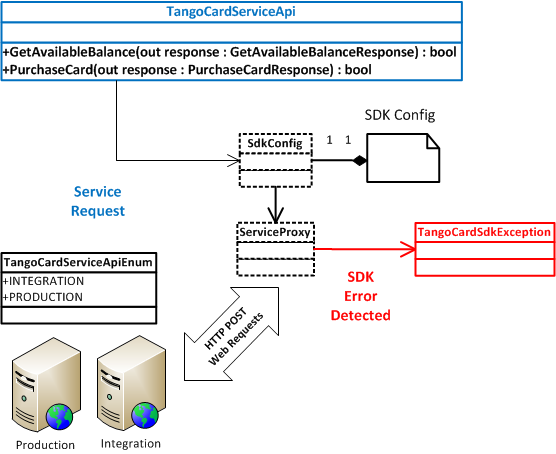 TangoCardServiceApi
+GetAvailableBalance(out response : GetAvailableBalanceResponse) : bool
+PurchaseCard(out response : PurchaseCardResponse) : bool
SDK Config
SdkConfig
1 1
Service
Request
ServiceProxy
TangoCardSdkException
TangoCardServiceApiEnum
+INTEGRATION
+PRODUCTION
SDK
Error
Detected
HTTP POST
Web Requests
Production
Integration